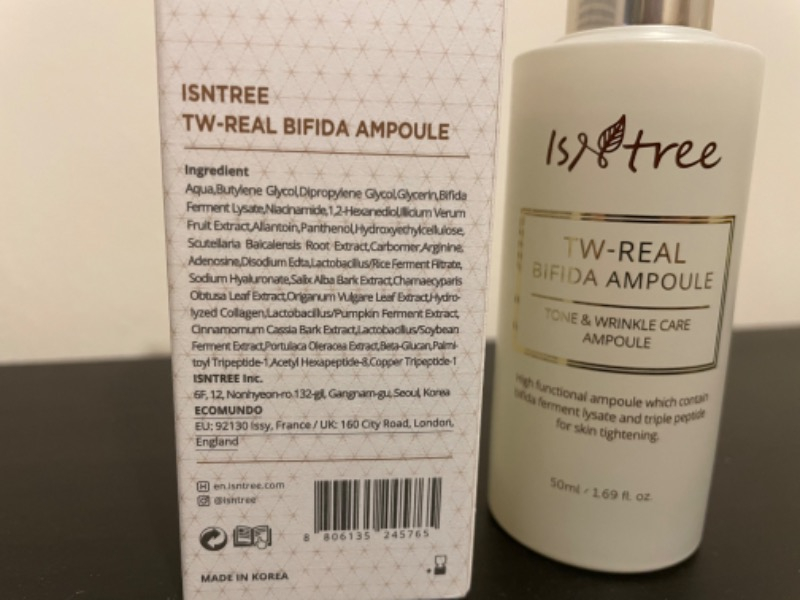 ISNTREE
TW-REAL BIFIDA AMPOULE
Ingredient
Aqua,Butylene Glycol,Dipropylene Glycol,Glycerin,Bifida
Ferment Lysate,Niacinamide,1,2-Hexanediol,Illicium Verum
Fruit Extract,Allantoin,Panthenol,Hydroxyethylcellulose,
Scutellaria Baicalensis Root Extract,Carbomer,Arginine,
Adenosine,Disodium Edta,Lactobacillus/Rice Ferment Filtrate,
Sodium Hyaluronate,Salix Alba Bark Extract,Chamaecyparis
Obtusa Leaf Extract,Origanum Vulgare Leaf Extract,Hydro-
lyzed Collagen,Lactobacillus/Pumpkin Ferment Extract,
Cinnamomum Cassia Bark Extract,Lactobacillus/Soybean
Ferment Extract,Portulaca Oleracea Extract,Beta-Glucan,Palmi-
toyl Tripeptide-1,Acetyl Hexapeptide-8,Copper Tripeptide-1
ISNTREE Inc.
6F, 12, Nonhyeon-ro 132-gil, Gangnam-gu, Seoul, Korea
ECOMUNDO
EU: 92130 Issy, France / UK: 160 City Road, London,
England
en.isntree.com
@isntree
8 806135 245765
MADE IN KOREA
Isntree
TW-REAL
BIFIDA AMPOULE
TONE & WRINKLE CARE
AMPOULE
High functional ampoule which contain
bifida ferment lysate and triple peptide
for skin tightening.
50ml / 1.69 fl. oz.